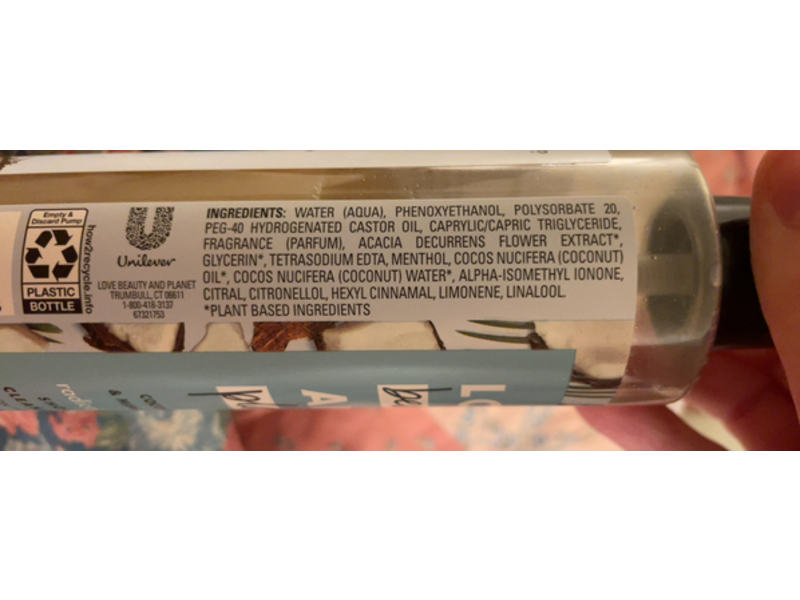 Empty &
Discard Pump
PLASTIC
BOTTLE
how2recycle.info
Unilever
LOVE BEAUTY AND PLANET
TRUMBULL, CT 06611
1-800-418-3137
67321753
INGREDIENTS: WATER (AQUA), PHENOXYETHANOL, POLYSORBATE 20,
PEG-40 HYDROGENATED CASTOR OIL, CAPRYLIC/CAPRIC TRIGLYCERIDE,
FRAGRANCE (PARFUM), ACACIA DECURRENS FLOWER EXTRACT*,
GLYCERIN*, TETRASODIUM EDTA, MENTHOL, COCOS NUCIFERA (COCONUT)
OIL*, COCOS NUCIFERA (COCONUT) WATER*, ALPHA-ISOMETHYL IONONE,
CITRAL, CITRONELLOL, HEXYL CINNAMAL, LIMONENE, LINALOOL.
*PLANT BASED INGREDIENTS